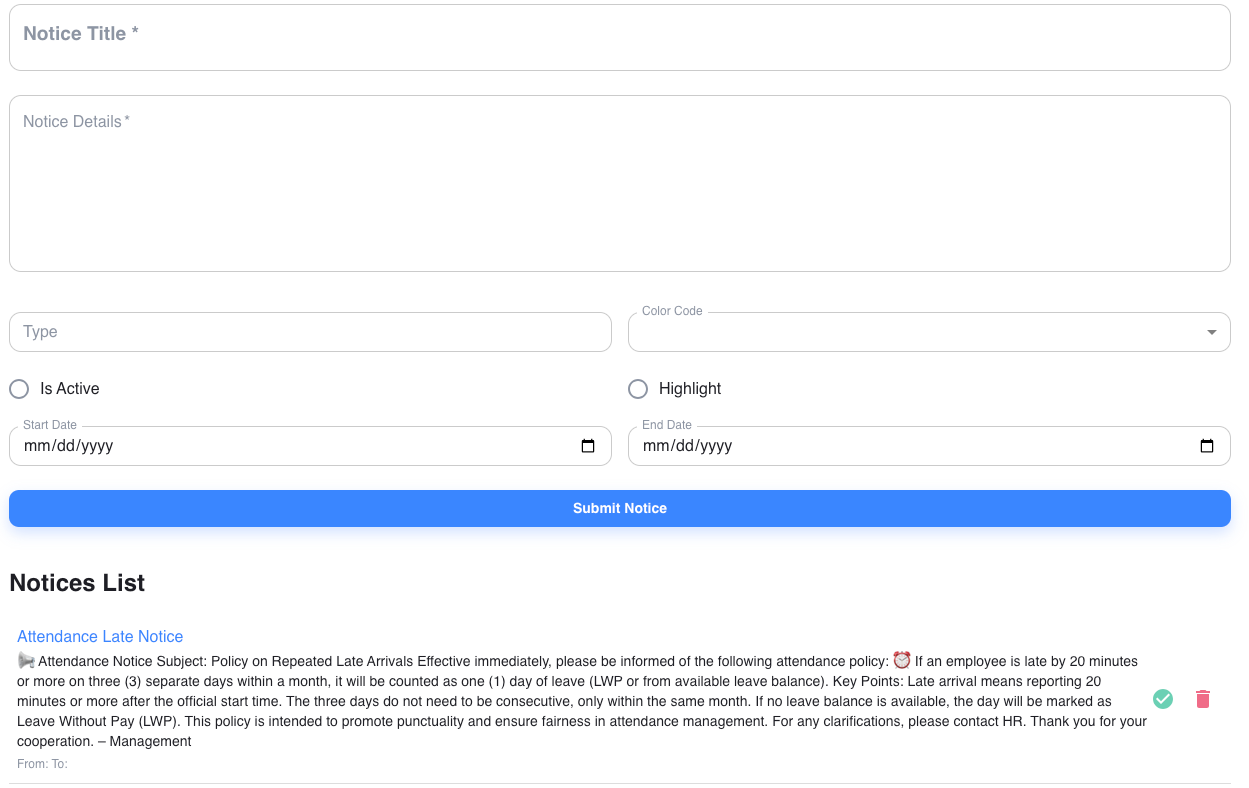 Notice Title *
Notice Details *
Type
Color Code
Is Active
Highlight
Start Date
mm/dd/yyyy
End Date
mm/dd/yyyy
Submit Notice
Notices List
Attendance Late Notice
📢 Attendance Notice Subject: Policy on Repeated Late Arrivals Effective immediately, please be informed of the following attendance policy: ⏰ If an employee is late by 20 minutes
or more on three (3) separate days within a month, it will be counted as one (1) day of leave (LWP or from available leave balance). Key Points: Late arrival means reporting 20
minutes or more after the official start time. The three days do not need to be consecutive, only within the same month. If no leave balance is available, the day will be marked as
Leave Without Pay (LWP). This policy is intended to promote punctuality and ensure fairness in attendance management. For any clarifications, please contact HR. Thank you for your
cooperation. – Management
From: To: